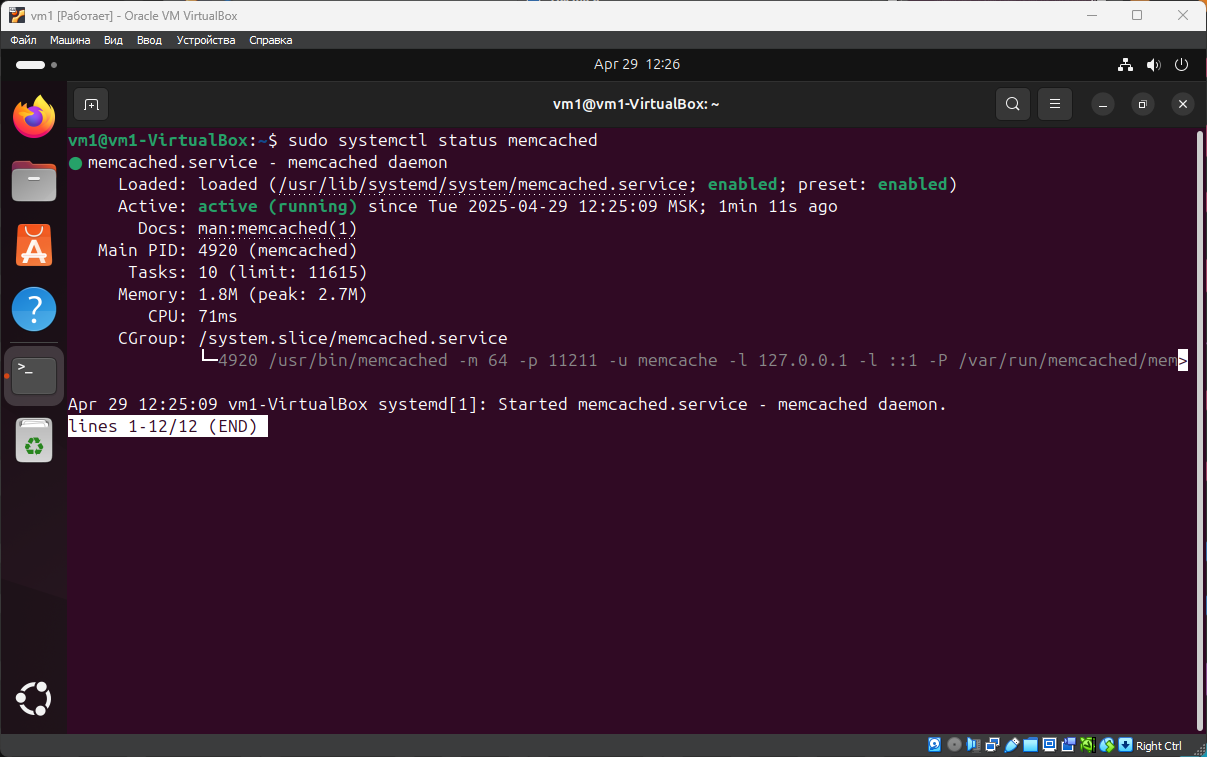 vm1 [Работает] - Oracle VM VirtualBox
Файл Машина Вид Ввод Устройства Справка
Apr 29 12:26
vm1@vm1-VirtualBox: ~
vm1@vm1-VirtualBox:~$ sudo systemctl status memcached
● memcached.service - memcached daemon
Loaded: loaded (/usr/lib/systemd/system/memcached.service; enabled; preset: enabled)
Active: active (running) since Tue 2025-04-29 12:25:09 MSK; 1min 11s ago
Docs: man:memcached(1)
Main PID: 4920 (memcached)
Tasks: 10 (limit: 11615)
Memory: 1.8M (peak: 2.7M)
CPU: 71ms
CGroup: /system.slice/memcached.service
└─4920 /usr/bin/memcached -m 64 -p 11211 -u memcache -l 127.0.0.1 -l ::1 -P /var/run/memcached/mem>
Apr 29 12:25:09 vm1-VirtualBox systemd[1]: Started memcached.service - memcached daemon.
lines 1-12/12 (END)
Right Ctrl